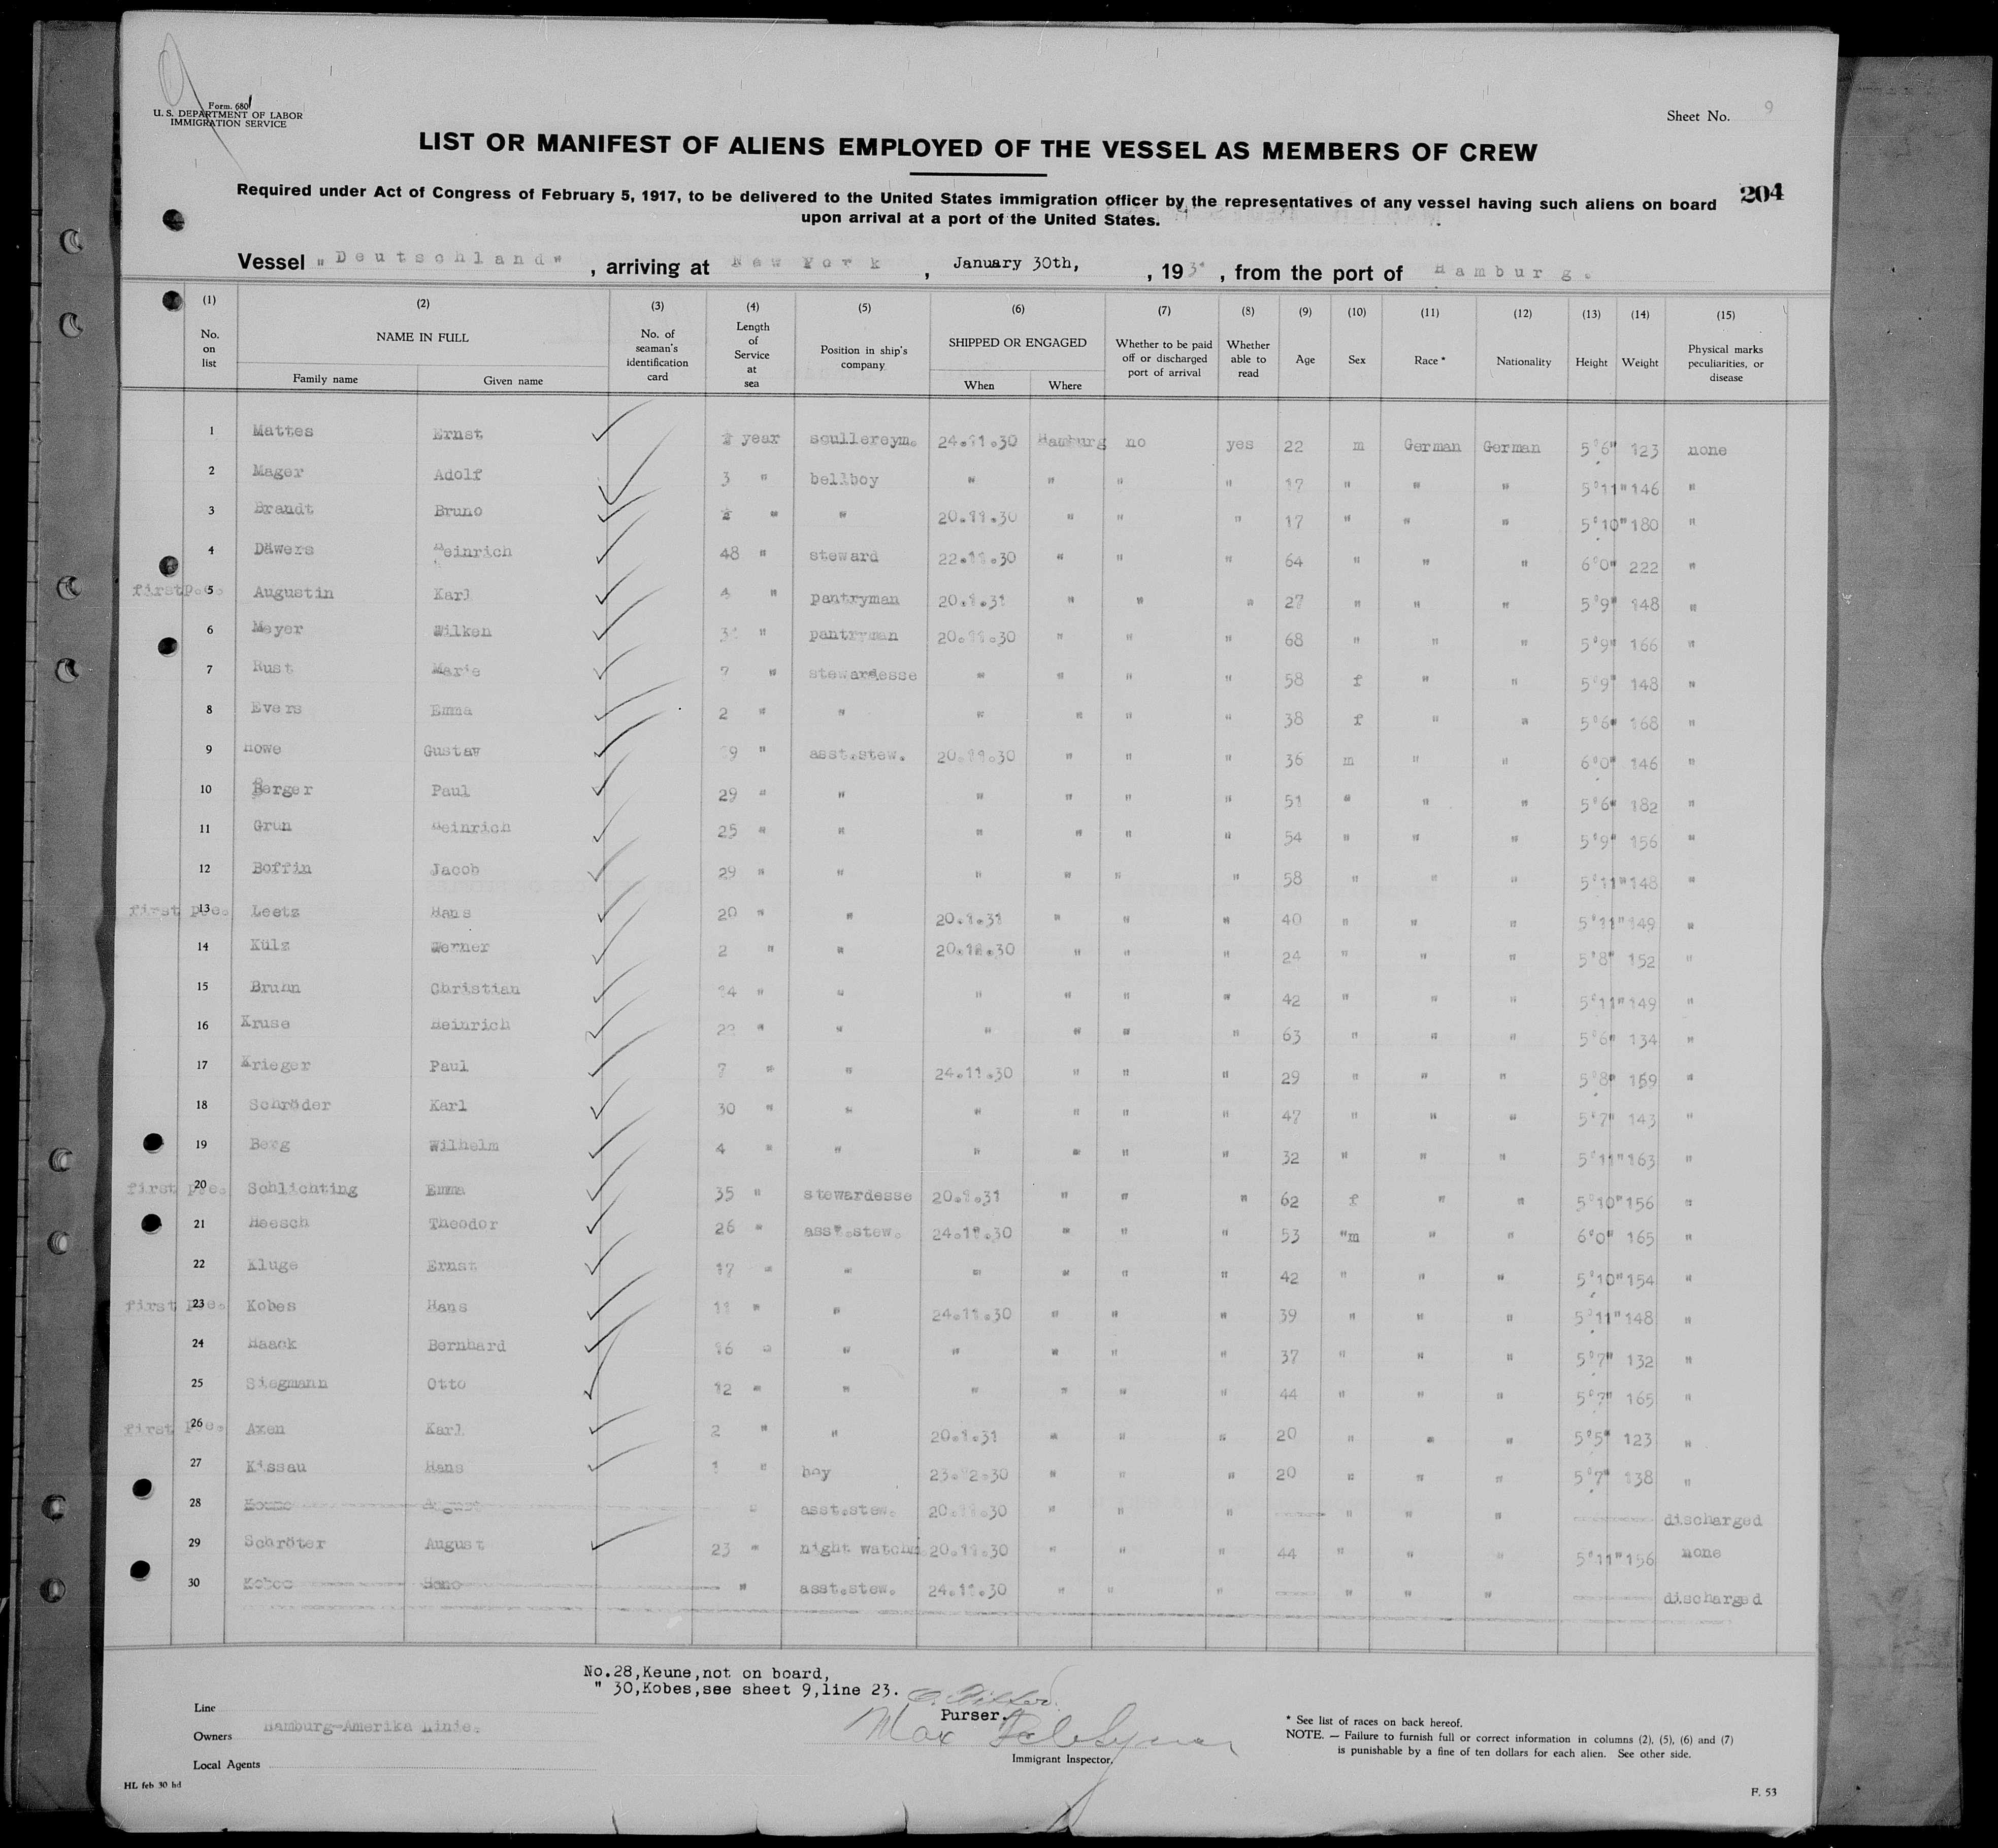 Form. 680
U. S. DEPARTMENT OF LABOR
IMMIGRATION SERVICE
Sheet No. 9
LIST OR MANIFEST OF ALIENS EMPLOYED OF THE VESSEL AS MEMBERS OF CREW
Required under Act of Congress of February 5, 1917, to be delivered to the United States immigration officer by the representatives of any vessel having such aliens on board
upon arrival at a port of the United States.
204
Vessel "Deutschland", arriving at New York, January 30th, , 193 , from the port of Hamburg.
(1) (2) (3) (4) (5) (6) (7) (8) (9) (10) (11) (12) (13) (14) (15)
No. on list NAME IN FULL Family name Given name No. of seaman's identification card Length of Service at sea Position in ship's company SHIPPED OR ENGAGED When Where Whether to be paid off or discharged port of arrival Whether able to read Age Sex Race * Nationality Height Weight Physical marks peculiarities, or disease
1 Mattes Ernst year scullereym. 24.11.30 Hamburg no yes 22 m German German 5'6" 123 none
2 Mager Adolf 3 " bellboy " " " " 17 " " " 5'11" 146 "
3 Brandt Bruno " " 20.11.30 " " " 17 " " " 5'10" 180 "
4 Däwers Heinrich 48 " steward 22.11.30 " " " 64 " " " 6'0" 222 "
first p.e. 5 Augustin Karl 4 " pantryman 20.1.31 " " " 27 " " " 5'9" 148 "
6 Meyer Wilken 31 " pantryman 20.11.30 " " " 68 " " " 5'9" 166 "
7 Rust Marie 7 " stewardesse " " " " 58 f " " 5'9" 148 "
8 Evers Emma 2 " " " " " " 38 f " " 5'6" 168 "
9 Howe Gustav 19 " asst.stew. 20.11.30 " " " 36 m " " 6'0" 146 "
10 Berger Paul 29 " " " " " " 51 " " " 5'6" 182 "
11 Grun Heinrich 25 " " " " " " 54 " " " 5'9" 156 "
12 Boffin Jacob 29 " " " " " " 58 " " " 5'11" 148 "
first p.e. 13 Leetz Hans 20 " " 20.1.31 " " " 40 " " " 5'11" 149 "
14 Külz Werner 2 " " 20.12.30 " " " 24 " " " 5'8" 152 "
15 Bruhn Christian 14 " " " " " " 42 " " " 5'11" 149 "
16 Kruse Heinrich 22 " " " " " " 63 " " " 5'6" 134 "
17 Krieger Paul 7 " " 24.11.30 " " " 29 " " " 5'8" 159 "
18 Schröder Karl 30 " " " " " " 47 " " " 5'7" 143 "
19 Berg Wilhelm 4 " " " " " " 32 " " " 5'11" 163 "
first p.e. 20 Schlichting Emma 35 " stewardesse 20.1.31 " " " 62 f " " 5'10" 156 "
21 Heesch Theodor 26 " asst.stew. 24.11.30 " " " 53 "m " " 6'0" 165 "
22 Kluge Ernst 17 " " " " " " 42 " " " 5'10" 154 "
first p.e. 23 Kobes Hans 11 " " 24.11.30 " " " 39 " " " 5'11" 148 "
24 Haack Bernhard 16 " " " " " " 37 " " " 5'7" 132 "
25 Siegmann Otto 12 " " " " " " 44 " " " 5'7" 165 "
first p.e. 26 Axen Karl 2 " " 20.1.31 " " " 20 " " " 5'5" 123 "
27 Kissau Hans 1 " boy 23.12.30 " " " 20 " " " 5'7" 138 "
28 Keune August " asst.stew. 20.11.30 " " " " " " discharged
29 Schröter August 23 " night watchm 20.11.30 " " " 44 " " " 5'11" 156 none
30 Kobes Hans " asst.stew. 24.11.30 " " " " " " discharged
No.28,Keune,not on board,
" 30,Kobes,see sheet 9,line 23.
Purser.
Max
Immigrant Inspector.
Line
Owners Hamburg-Amerika Linie.
Local Agents
* See list of races on back hereof.
NOTE. — Failure to furnish full or correct information in columns (2), (5), (6) and (7)
is punishable by a fine of ten dollars for each alien. See other side.
HL feb 30 hd
F. 53